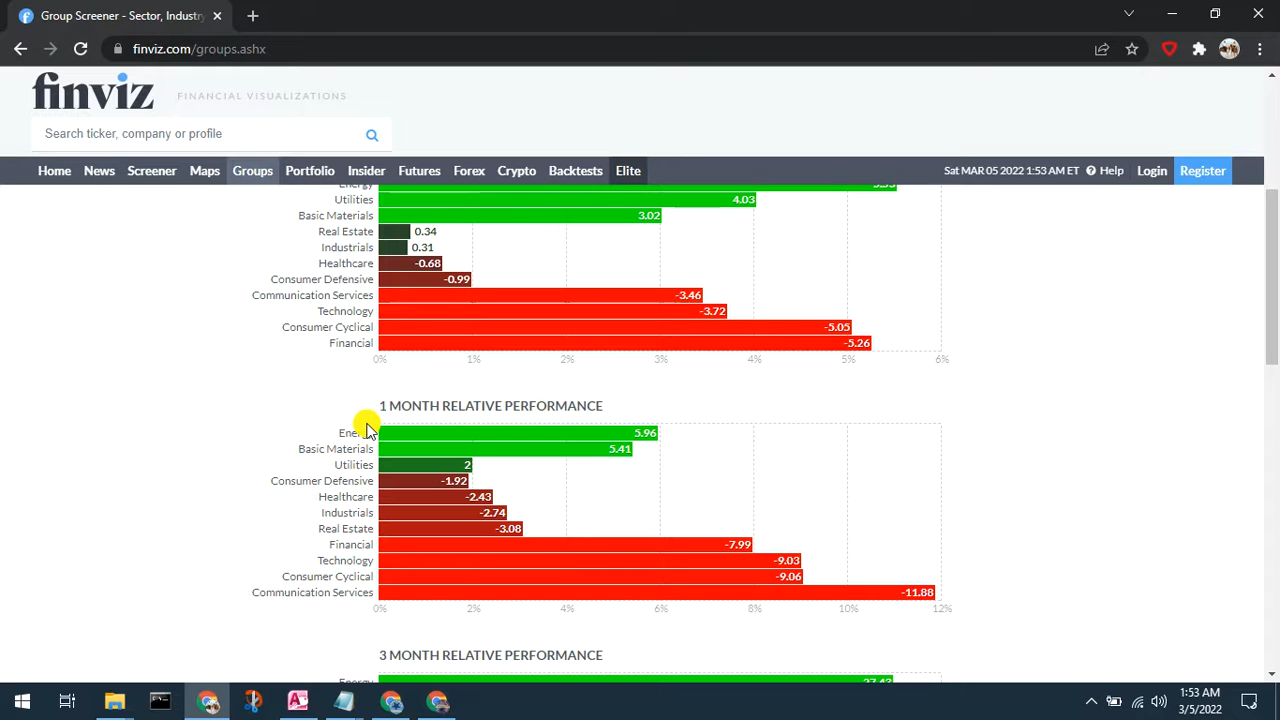 Group Screener - Sector, Industry
finviz.com/groups.ashx
finviz FINANCIAL VISUALIZATIONS
Search ticker, company or profile
Home News Screener Maps Groups Portfolio Insider Futures Forex Crypto Backtests Elite Sat MAR 05 2022 1:53 AM ET Help Login Register
Energy
Utilities 4.03
Basic Materials 3.02
Real Estate 0.34
Industrials 0.31
Healthcare -0.68
Consumer Defensive -0.99
Communication Services -3.46
Technology -3.72
Consumer Cyclical -5.05
Financial -5.26
0% 1% 2% 3% 4% 5% 6%
1 MONTH RELATIVE PERFORMANCE
Energy 5.96
Basic Materials 5.41
Utilities 2
Consumer Defensive -1.92
Healthcare -2.43
Industrials -2.74
Real Estate -3.08
Financial -7.99
Technology -9.03
Consumer Cyclical -9.06
Communication Services -11.88
0% 2% 4% 6% 8% 10% 12%
3 MONTH RELATIVE PERFORMANCE
Energy 27.43
1:53 AM
3/5/2022